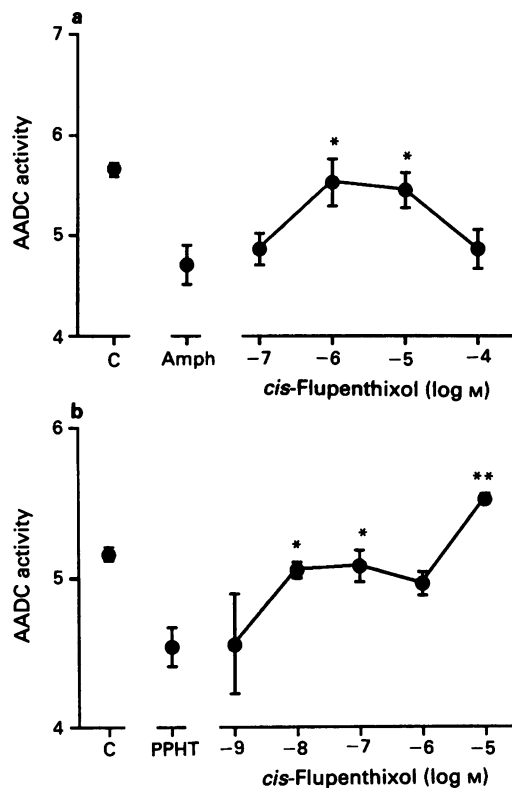 a
7
6
5
4
AADC activity
* *
C Amph -7 -6 -5 -4
cis-Flupenthixol (log M)
b
6
5
4
AADC activity
* * **
C PPHT -9 -8 -7 -6 -5
cis-Flupenthixol (log M)